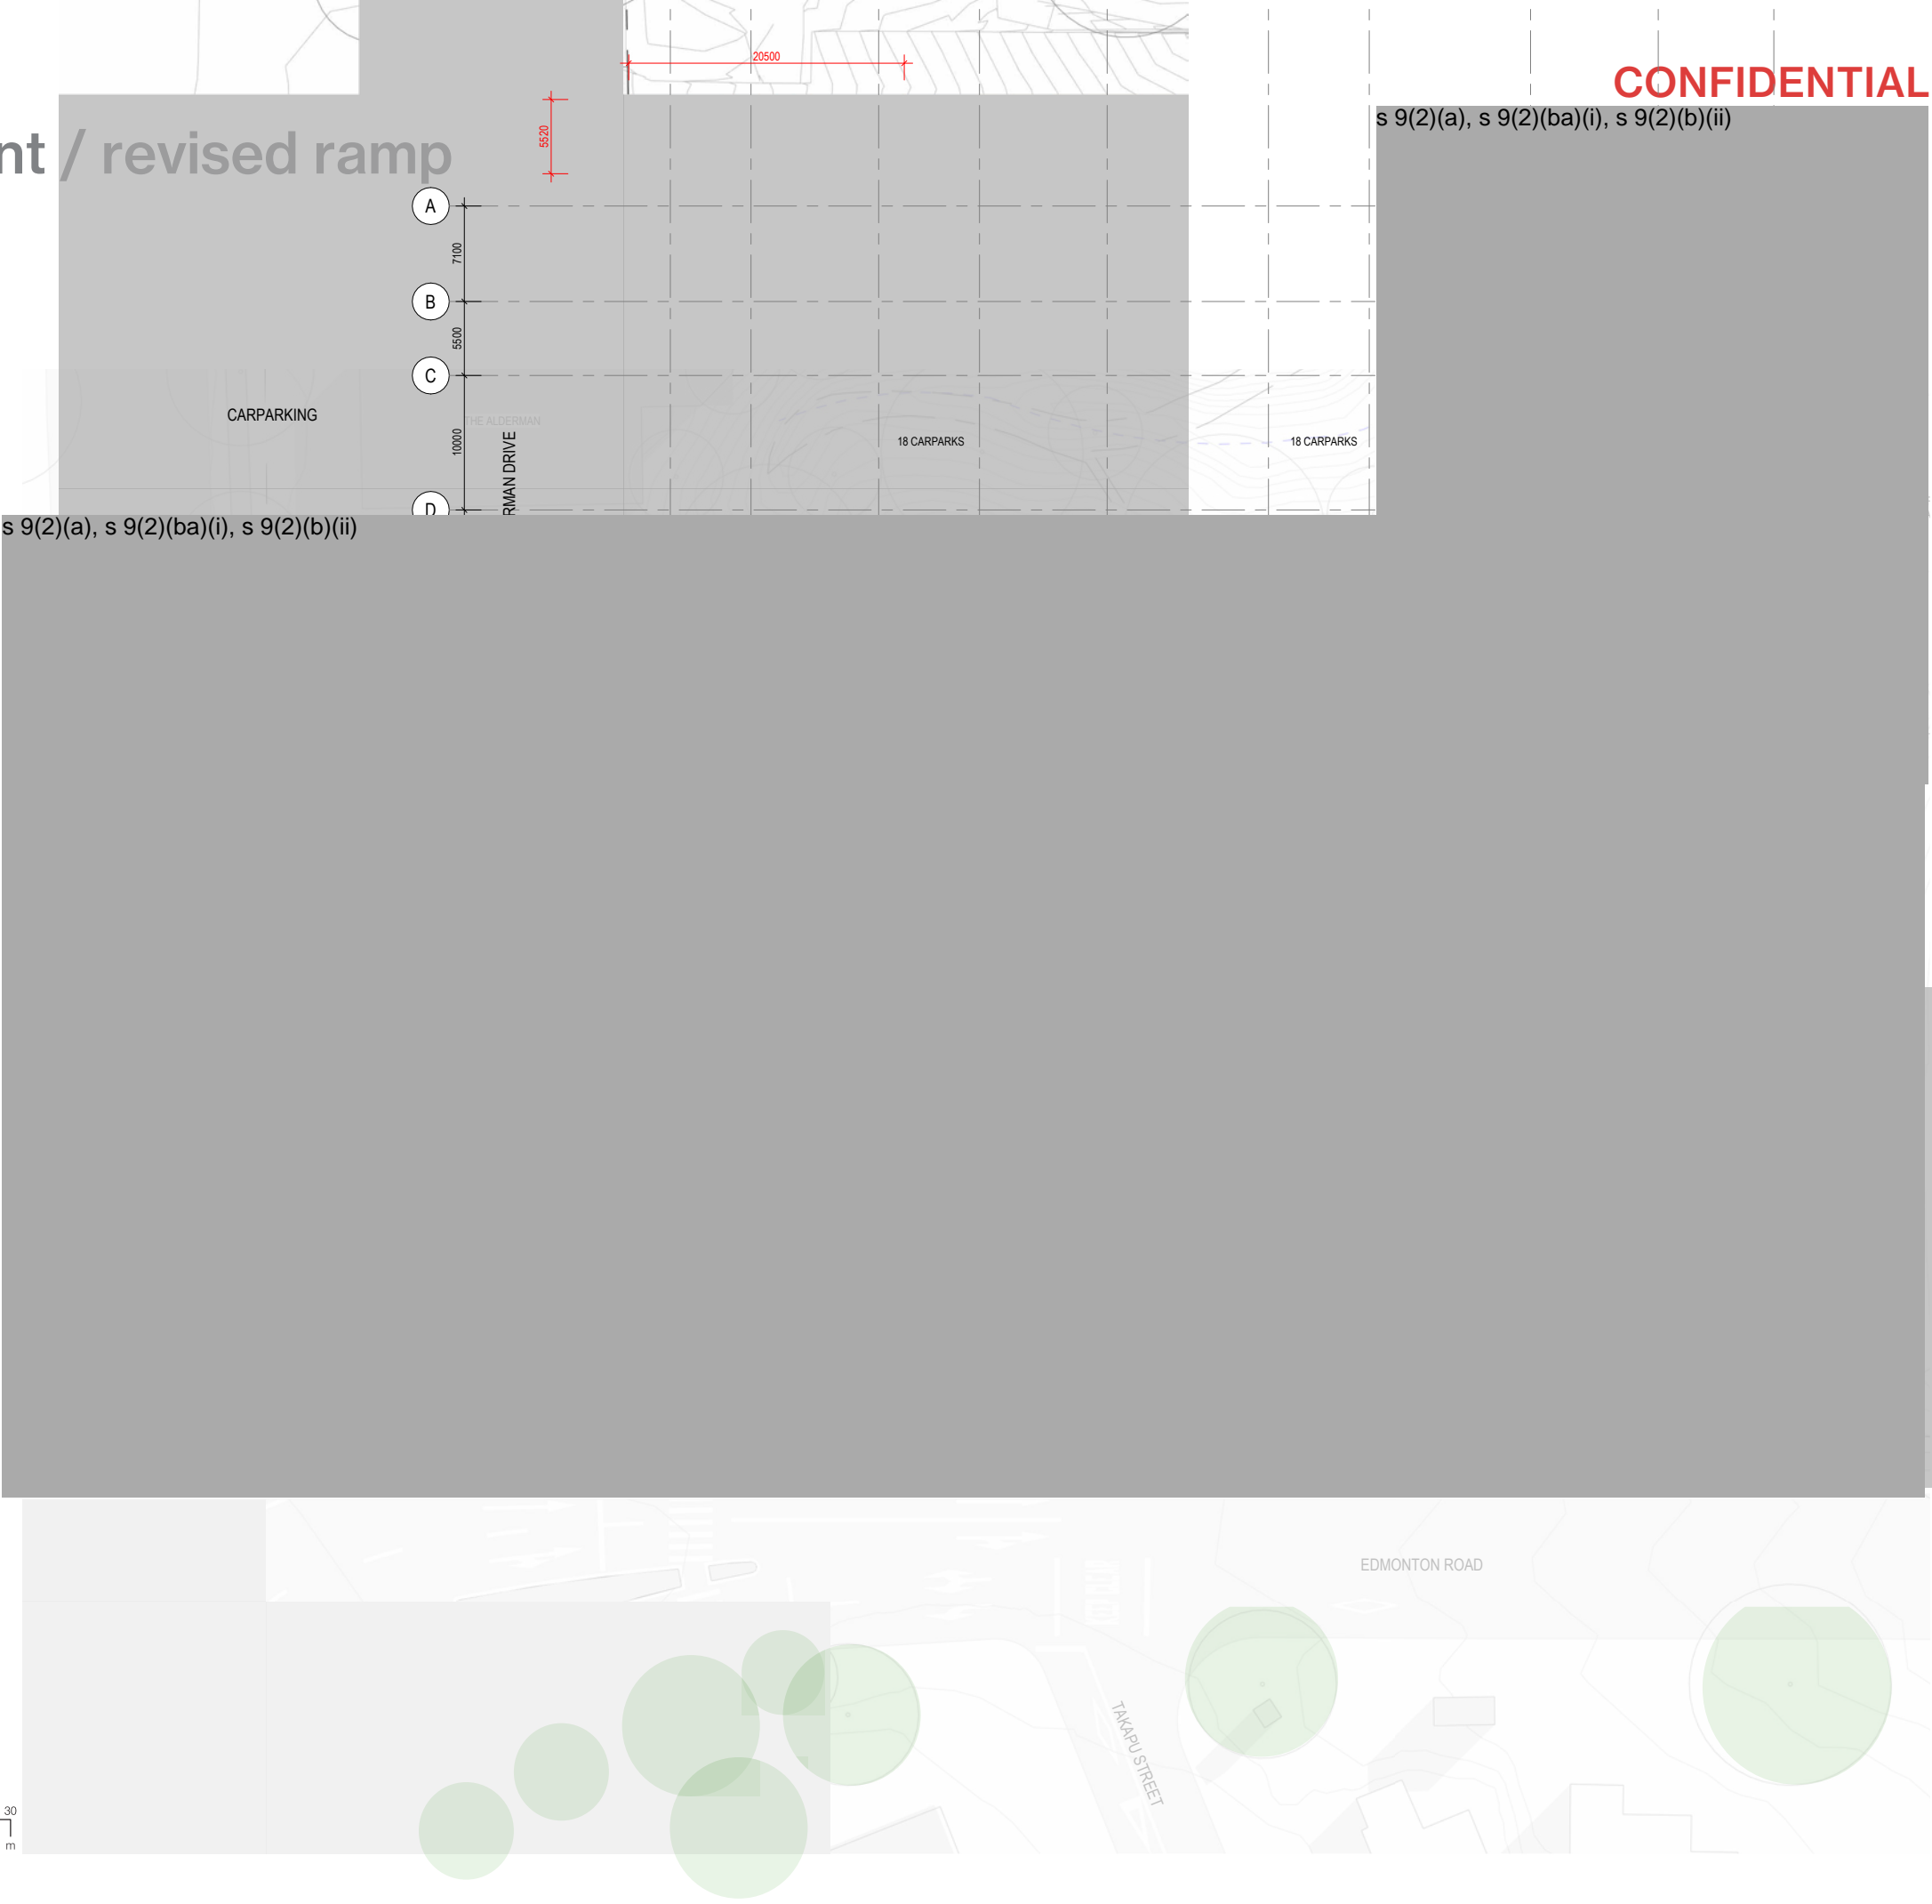 20500
CONFIDENTIAL
s 9(2)(a), s 9(2)(ba)(i), s 9(2)(b)(ii)
5520
nt / revised ramp
A
7100
B
5500
C
CARPARKING
THE ALDERMAN
10000
RMAN DRIVE
18 CARPARKS
18 CARPARKS
D
s 9(2)(a), s 9(2)(ba)(i), s 9(2)(b)(ii)
EDMONTON ROAD
TAKAPU STREET
30
m